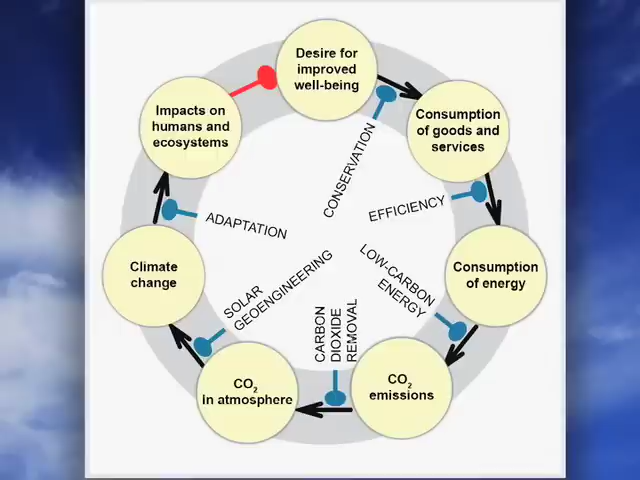 Desire for
improved
well-being
Consumption
of goods and
services
Consumption
of energy
CO2
emissions
CO2
in atmosphere
Climate
change
Impacts on
humans and
ecosystems
CONSERVATION
EFFICIENCY
LOW-CARBON
ENERGY
CARBON
DIOXIDE
REMOVAL
SOLAR
GEOENGINEERING
ADAPTATION